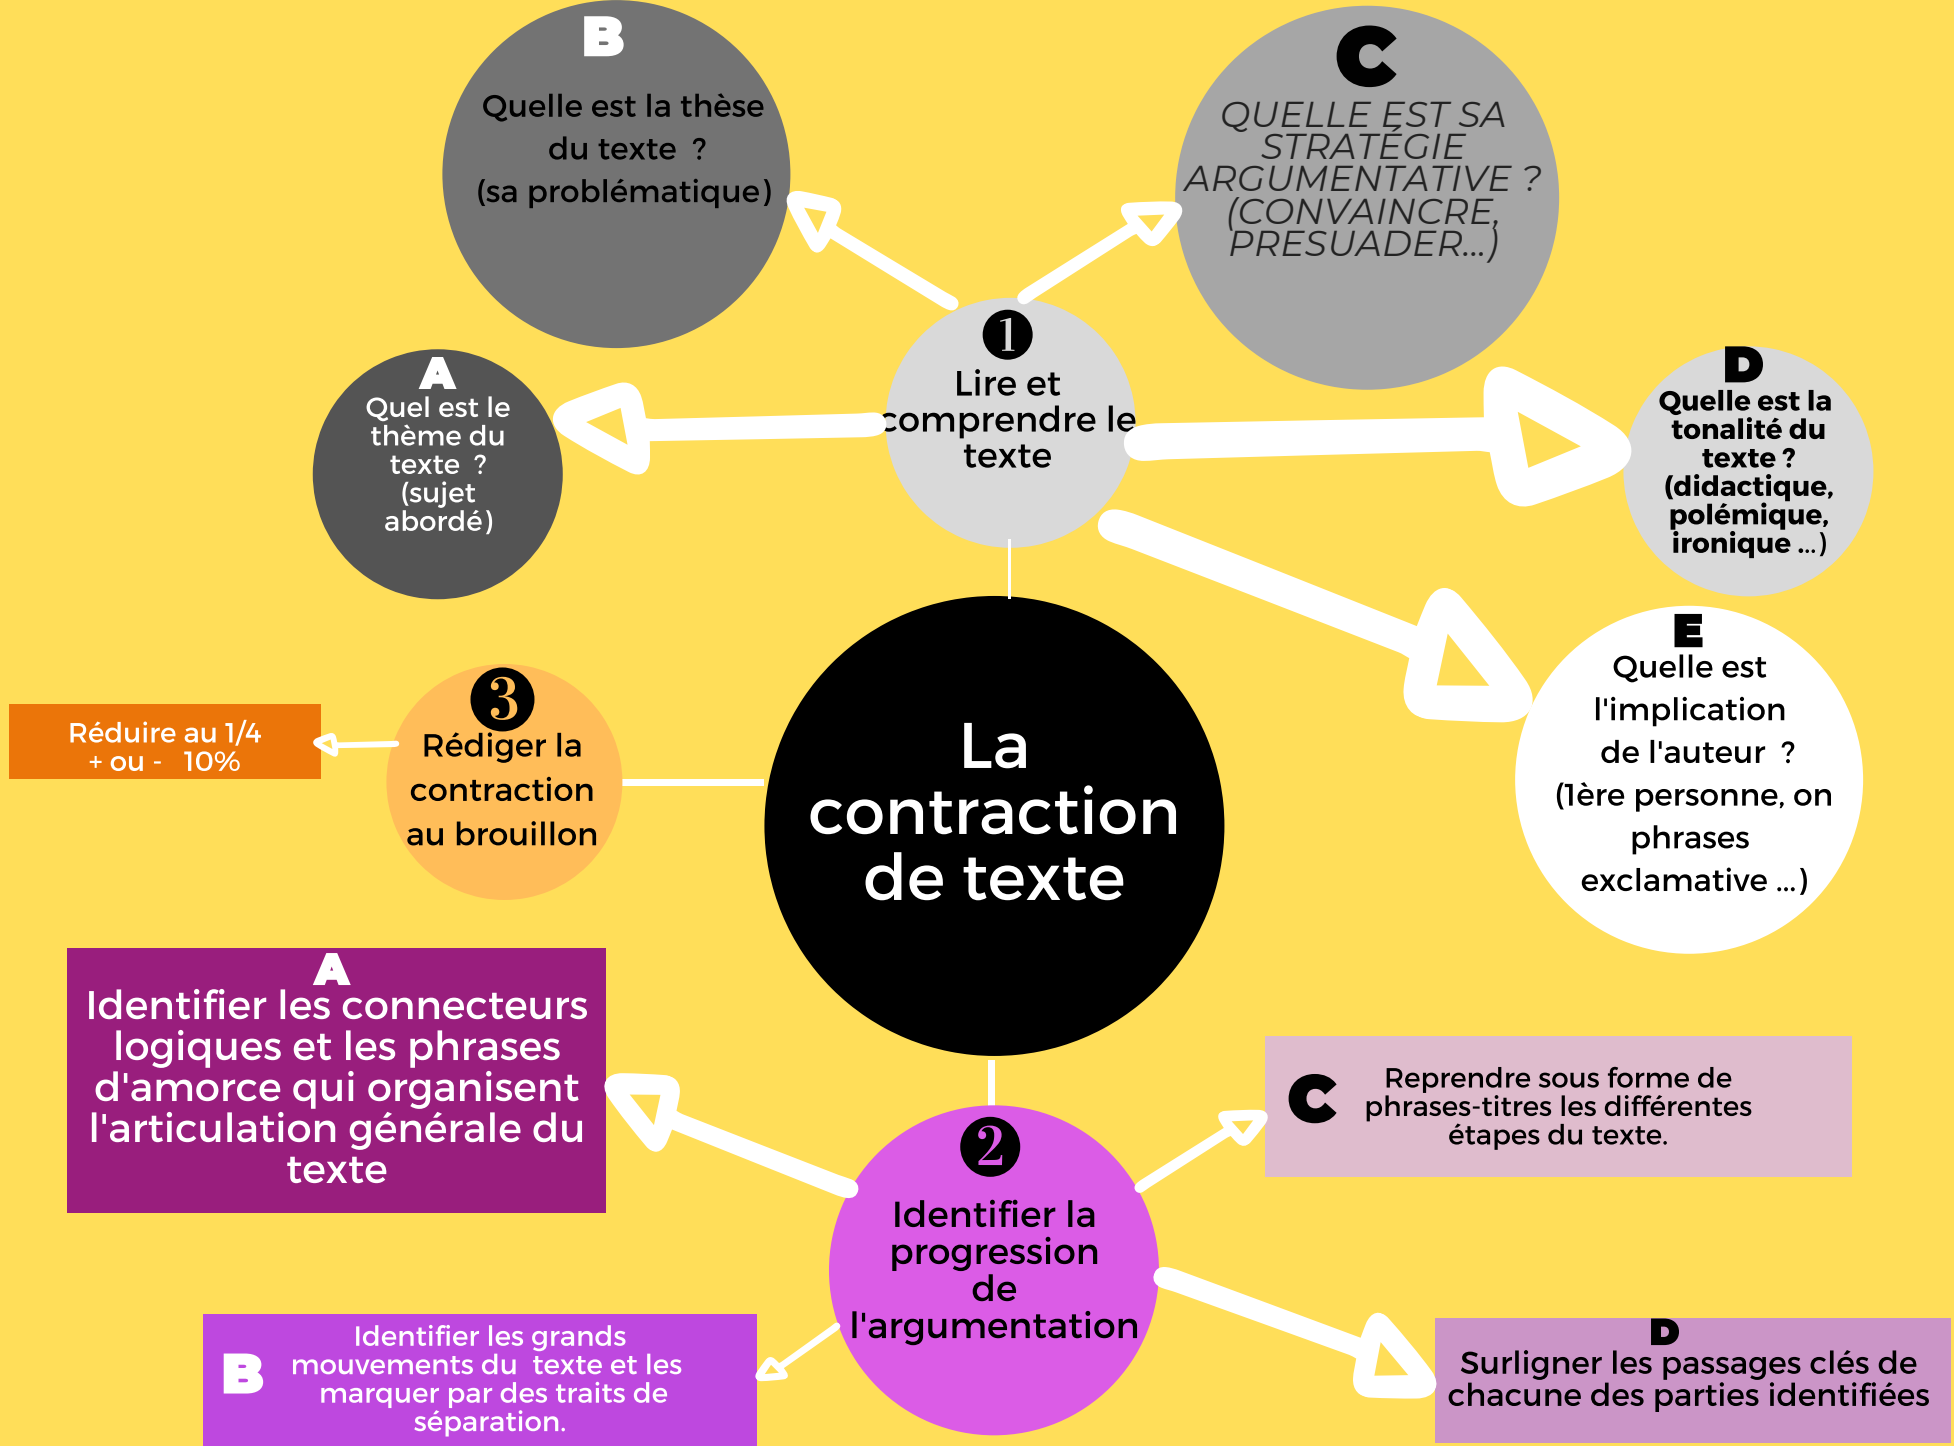 La
contraction
de texte
1
Lire et
comprendre le
texte
A
Quel est le
thème du
texte ?
(sujet
abordé)
B
Quelle est la thèse
du texte ?
(sa problématique)
C
QUELLE EST SA
STRATÉGIE
ARGUMENTATIVE ?
(CONVAINCRE,
PRESUADER...)
D
Quelle est la
tonalité du
texte ?
(didactique,
polémique,
ironique ...)
E
Quelle est
l'implication
de l'auteur ?
(1ère personne, on
phrases
exclamative ...)
2
Identifier la
progression
de
l'argumentation
A
Identifier les connecteurs
logiques et les phrases
d'amorce qui organisent
l'articulation générale du
texte
B
Identifier les grands
mouvements du texte et les
marquer par des traits de
séparation.
C
Reprendre sous forme de
phrases-titres les différentes
étapes du texte.
D
Surligner les passages clés de
chacune des parties identifiées
3
Rédiger la
contraction
au brouillon
Réduire au 1/4
+ ou - 10%